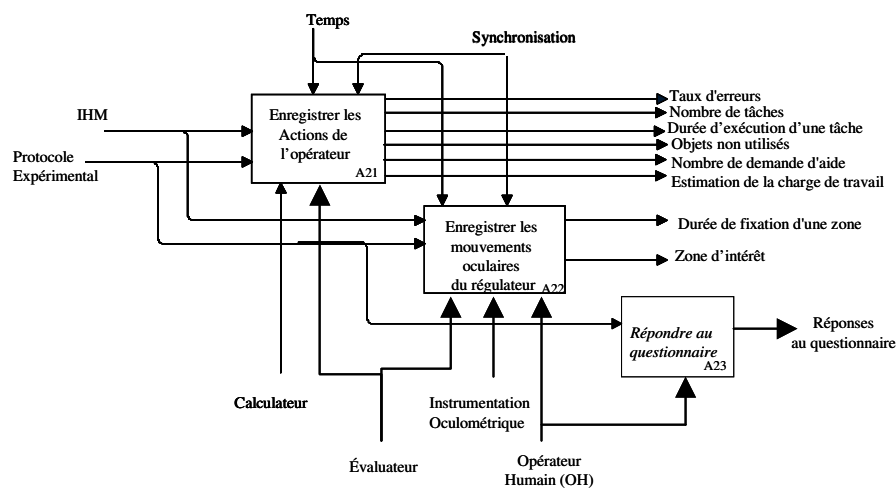 Temps
Synchronisation
IHM
Protocole
Expérimental
Enregistrer les
Actions de
l'opérateur
A21
Taux d'erreurs
Nombre de tâches
Durée d'exécution d'une tâche
Objets non utilisés
Nombre de demande d'aide
Estimation de la charge de travail
Enregistrer les
mouvements
oculaires
du régulateur
A22
Durée de fixation d'une zone
Zone d'intérêt
Répondre au
questionnaire
A23
Réponses
au questionnaire
Calculateur
Instrumentation
Oculométrique
Évaluateur
Opérateur
Humain (OH)